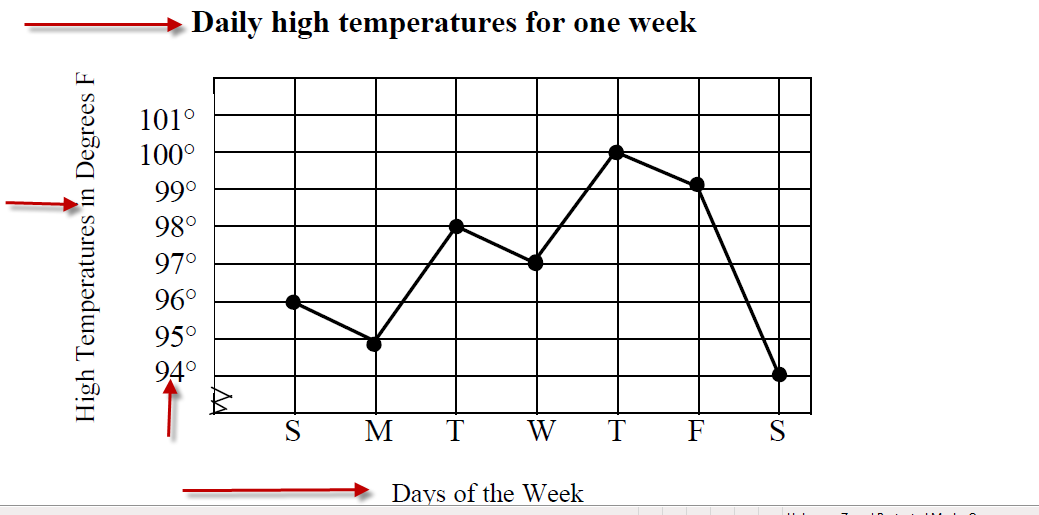 Daily high temperatures for one week
High Temperatures in Degrees F
101°
100°
99°
98°
97°
96°
95°
94°
S M T W T F S
Days of the Week